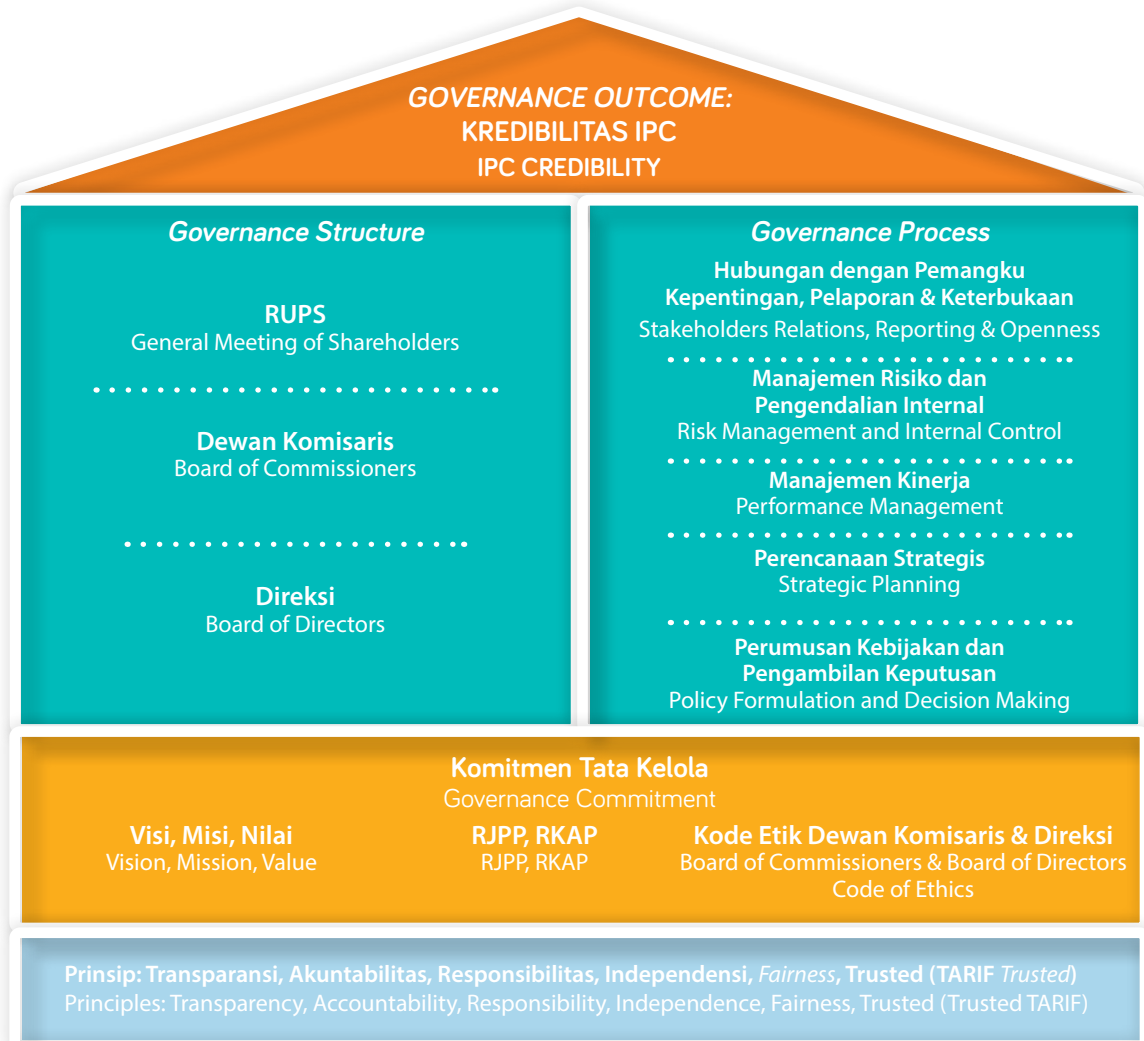 GOVERNANCE OUTCOME:
KREDIBILITAS IPC
IPC CREDIBILITY
Governance Structure
RUPS
General Meeting of Shareholders
Dewan Komisaris
Board of Commissioners
Direksi
Board of Directors
Governance Process
Hubungan dengan Pemangku
Kepentingan, Pelaporan & Keterbukaan
Stakeholders Relations, Reporting & Openness
Manajemen Risiko dan
Pengendalian Internal
Risk Management and Internal Control
Manajemen Kinerja
Performance Management
Perencanaan Strategis
Strategic Planning
Perumusan Kebijakan dan
Pengambilan Keputusan
Policy Formulation and Decision Making
Komitmen Tata Kelola
Governance Commitment
Visi, Misi, Nilai
Vision, Mission, Value
RJPP, RKAP
RJPP, RKAP
Kode Etik Dewan Komisaris & Direksi
Board of Commissioners & Board of Directors
Code of Ethics
Prinsip: Transparansi, Akuntabilitas, Responsibilitas, Independensi, Fairness, Trusted (TARIF Trusted)
Principles: Transparency, Accountability, Responsibility, Independence, Fairness, Trusted (Trusted TARIF)